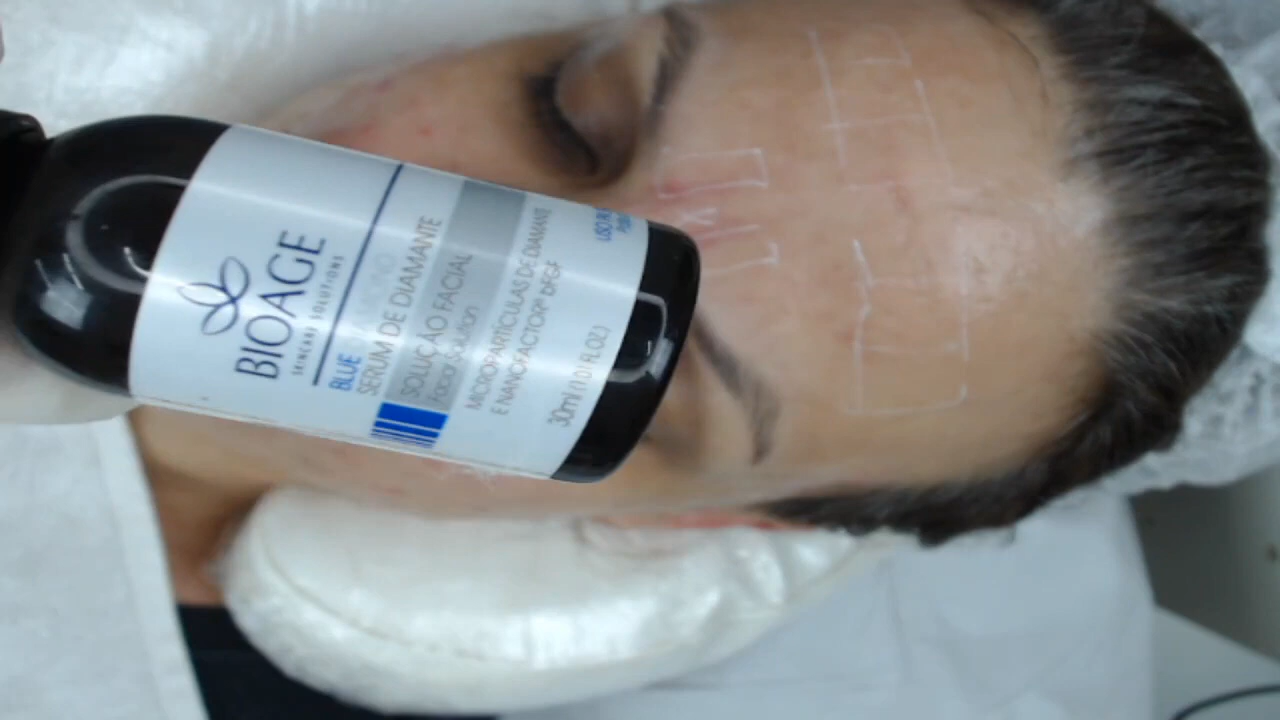 BIOAGE
SKINCARE SOLUTIONS
BLUE
SERUM DE DIAMANTE
SOLUÇÃO FACIAL
Facial Solution
MICROPARTÍCULAS DE DIAMANTE
E NANOFACTOR® bFGF
30ml (1.01 FL.OZ.)